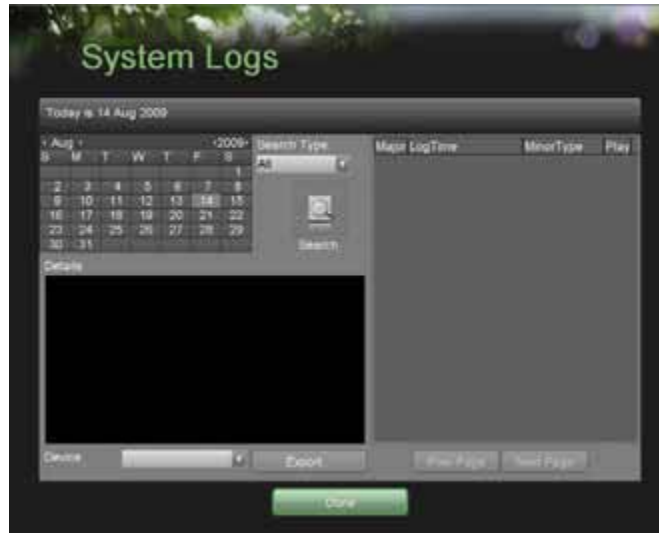 System Logs
Today is 14 Aug 2009
‹ Aug › ‹2009›
S M T W T F S
1
2 3 4 5 6 7 8
9 10 11 12 13 14 15
16 17 18 19 20 21 22
23 24 25 26 27 28 29
30 31
Search Type
All
Search
Major LogTime MinorType Play
Details
Device
Export
Prev Page Next Page
Done